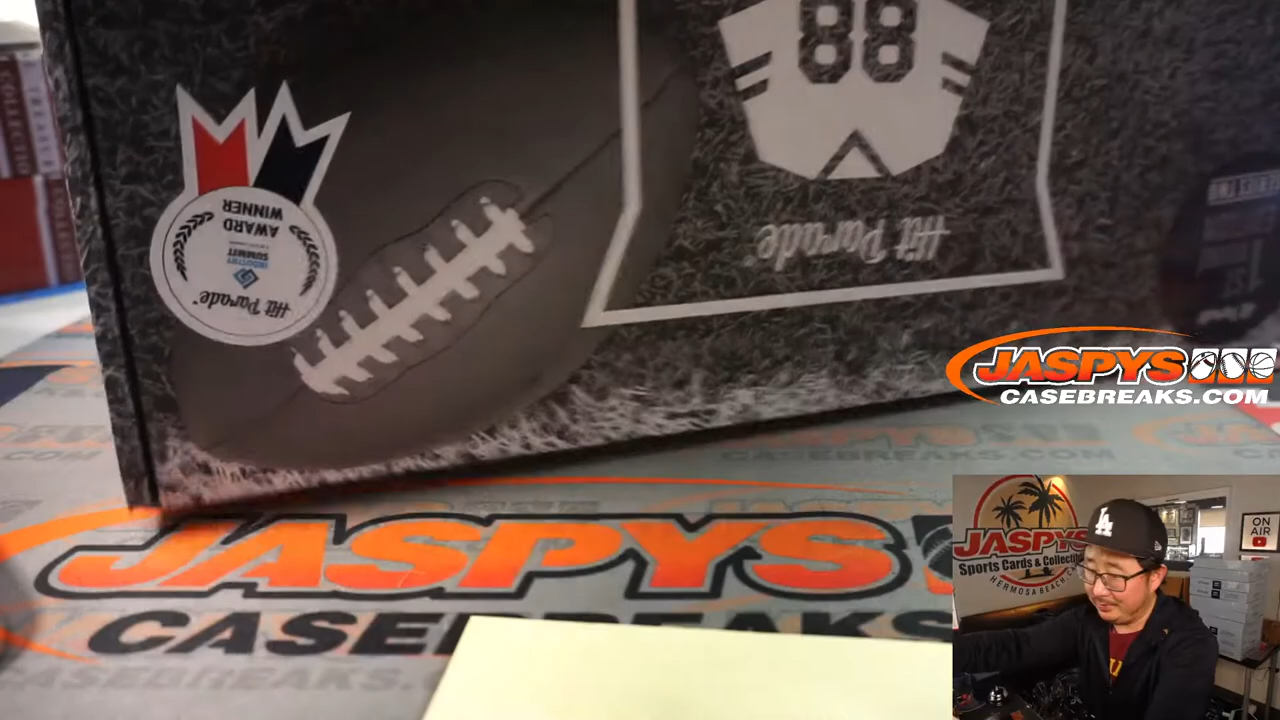 88
Hit Parade
WINNER
AWARD
SUMMIT
INDUSTRY
Hit Parade
JASPYS
CASEBREAKS.COM
JASPYS
CASEBREAKS
CASEBREAKS.
.COM
LA
ON
AIR
JASPYS
Sports Cards &
HERMOSA BEACH